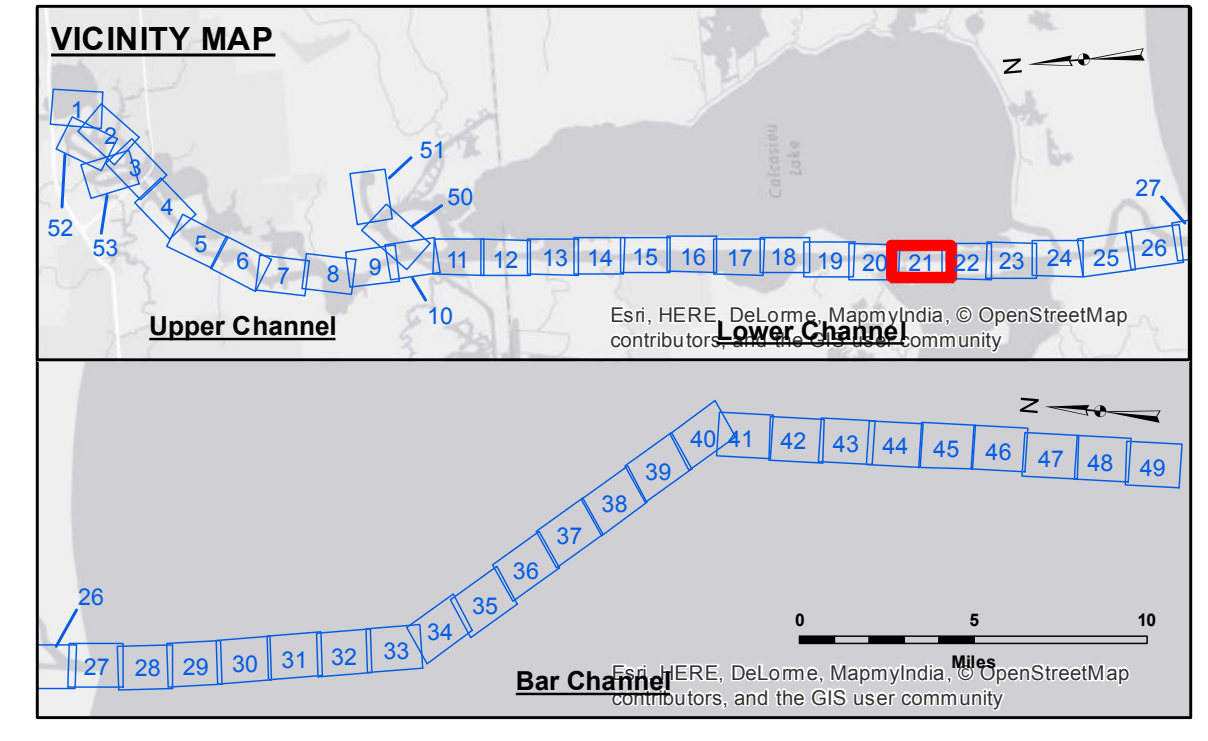 VICINITY MAP
N
1
2
3
4
5
6
7
8
9
51
50
52
53
10
11 12 13 14 15 16 17 18 19 20 21 22 23 24 25 26
27
Calcasieu
Lake
Upper Channel
Lower Channel
Esri, HERE, DeLorme, MapmyIndia, © OpenStreetMap
contributors, and the GIS user community
N
40 41 42 43 44 45 46 47 48 49
39
38
37
36
35
34
26
27 28 29 30 31 32 33
0 5 10
Miles
Bar Channel
Esri, HERE, DeLorme, MapmyIndia, © OpenStreetMap
contributors, and the GIS user community